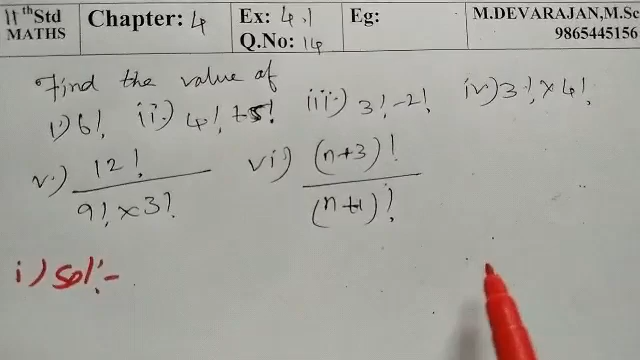 11th Std MATHS
Chapter: 4
Ex: 4.1
Q.No: 14
Eg:
M.DEVARAJAN,M.Sc
9865445156
Find the value of
i) 6! ii) 4!+5! iii) 3!-2! iv) 3!×4!
v) 12! / 9!×3! vi) (n+3)! / (n+1)!
i) Sol:-